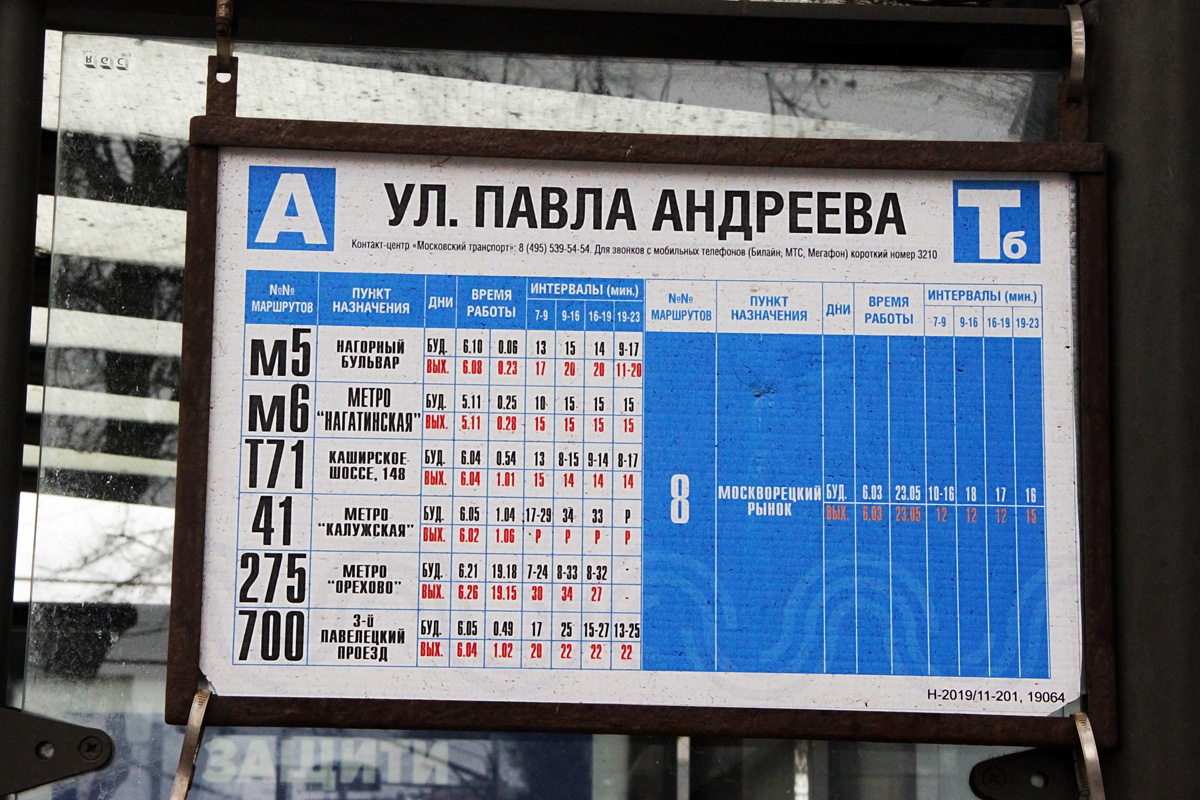 А
УЛ. ПАВЛА АНДРЕЕВА
Тб
Контакт-центр «Московский транспорт»: 8 (495) 539-54-54. Для звонков с мобильных телефонов (Билайн, МТС, Мегафон) короткий номер 3210
№№ МАРШРУТОВ ПУНКТ НАЗНАЧЕНИЯ ДНИ ВРЕМЯ РАБОТЫ ИНТЕРВАЛЫ (мин.)
7-9 9-16 16-19 19-23
м5 НАГОРНЫЙ БУЛЬВАР БУД. 6.10 0.06 13 15 14 9-17
ВЫХ. 6.08 0.23 17 20 20 11-20
м6 МЕТРО "НАГАТИНСКАЯ" БУД. 5.11 0.25 10 15 15 15
ВЫХ. 5.11 0.28 15 15 15 15
Т71 КАШИРСКОЕ ШОССЕ, 148 БУД. 6.04 0.54 13 8-15 9-14 8-17
ВЫХ. 6.04 1.01 15 14 14 14
41 МЕТРО "КАЛУЖСКАЯ" БУД. 6.05 1.04 17-29 34 33 Р
ВЫХ. 6.02 1.06 Р Р Р Р
275 МЕТРО "ОРЕХОВО" БУД. 6.21 19.18 7-24 8-33 8-32 -
ВЫХ. 6.26 19.15 30 34 27 -
700 3-й ПАВЕЛЕЦКИЙ ПРОЕЗД БУД. 6.05 0.49 17 25 15-27 13-25
ВЫХ. 6.04 1.02 20 22 22 22
№№ МАРШРУТОВ ПУНКТ НАЗНАЧЕНИЯ ДНИ ВРЕМЯ РАБОТЫ ИНТЕРВАЛЫ (мин.)
7-9 9-16 16-19 19-23
8 МОСКВОРЕЦКИЙ РЫНОК БУД. 6.03 23.05 10-16 18 17 16
ВЫХ. 6.03 23.05 12 12 12 15
Н-2019/11-201, 19064